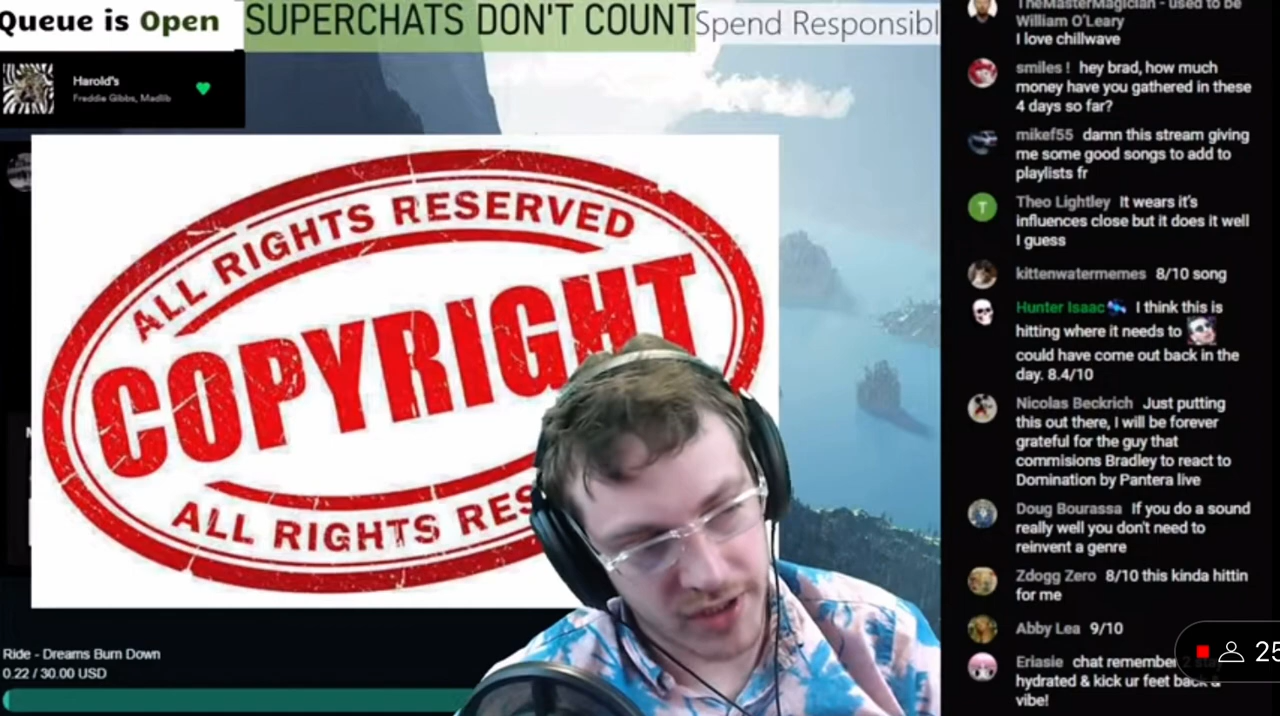 Queue is Open
SUPERCHATS DON'T COUNT
Spend Responsibl
Harold's
Freddie Gibbs, Madlib
ALL RIGHTS RESERVED
COPYRIGHT
ALL RIGHTS RES
Ride - Dreams Burn Down
0.22 / 30.00 USD
TheMasterMagician - used to be
William O'Leary
I love chillwave
smiles ! hey brad, how much
money have you gathered in these
4 days so far?
mikef55 damn this stream giving
me some good songs to add to
playlists fr
T
Theo Lightley It wears it's
influences close but it does it well
I guess
kittenwatermemes 8/10 song
Hunter Isaac I think this is
hitting where it needs to
could have come out back in the
day. 8.4/10
Nicolas Beckrich Just putting
this out there, I will be forever
grateful for the guy that
commisions Bradley to react to
Domination by Pantera live
Doug Bourassa If you do a sound
really well you don't need to
reinvent a genre
Zdogg Zero 8/10 this kinda hittin
for me
Abby Lea 9/10
Eriasie chat remember 2 stay
hydrated & kick ur feet back &
vibe!
25